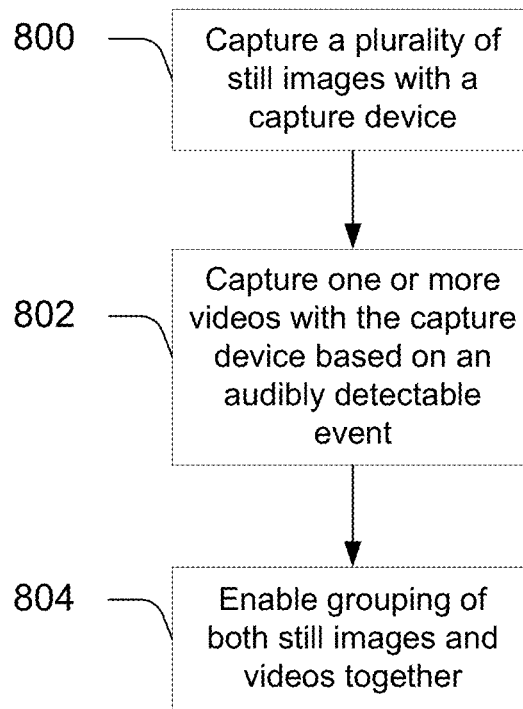 800
Capture a plurality of
still images with a
capture device
802
Capture one or more
videos with the capture
device based on an
audibly detectable
event
804
Enable grouping of
both still images and
videos together